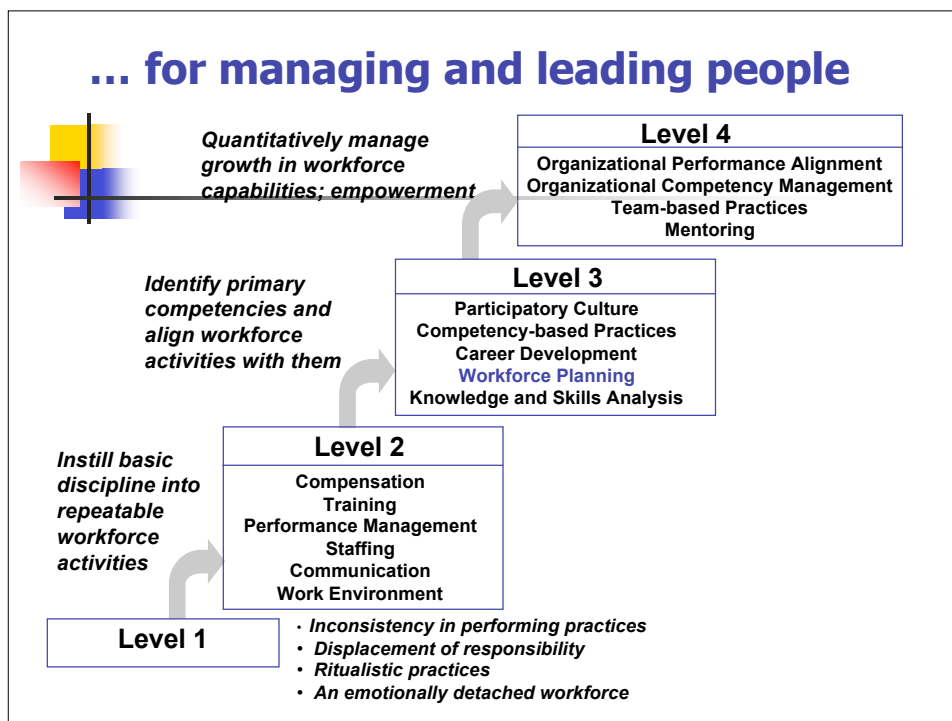 ... for managing and leading people
Quantitatively manage
growth in workforce
capabilities; empowerment
Level 4
Organizational Performance Alignment
Organizational Competency Management
Team-based Practices
Mentoring
Identify primary
competencies and
align workforce
activities with them
Level 3
Participatory Culture
Competency-based Practices
Career Development
Workforce Planning
Knowledge and Skills Analysis
Instill basic
discipline into
repeatable
workforce
activities
Level 2
Compensation
Training
Performance Management
Staffing
Communication
Work Environment
Level 1
• Inconsistency in performing practices
• Displacement of responsibility
• Ritualistic practices
• An emotionally detached workforce